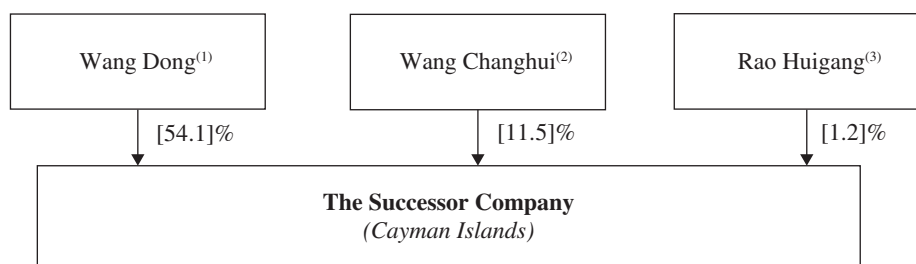 Wang Dong(1)
Wang Changhui(2)
Rao Huigang(3)
[54.1]%
[11.5]%
[1.2]%
The Successor Company
(Cayman Islands)